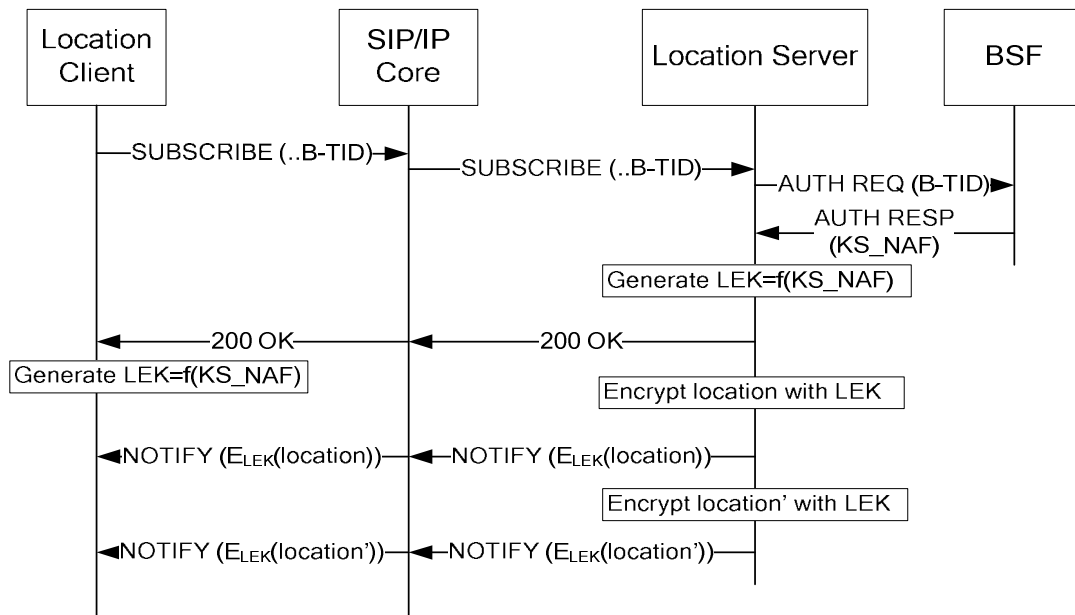 Location
Client
SIP/IP
Core
Location Server
BSF
SUBSCRIBE (..B-TID)
SUBSCRIBE (..B-TID)
AUTH REQ (B-TID)
AUTH RESP
(KS_NAF)
Generate LEK=f(KS_NAF)
200 OK
200 OK
Generate LEK=f(KS_NAF)
Encrypt location with LEK
NOTIFY (ELEK(location))
NOTIFY (ELEK(location))
Encrypt location’ with LEK
NOTIFY (ELEK(location’))
NOTIFY (ELEK(location’))